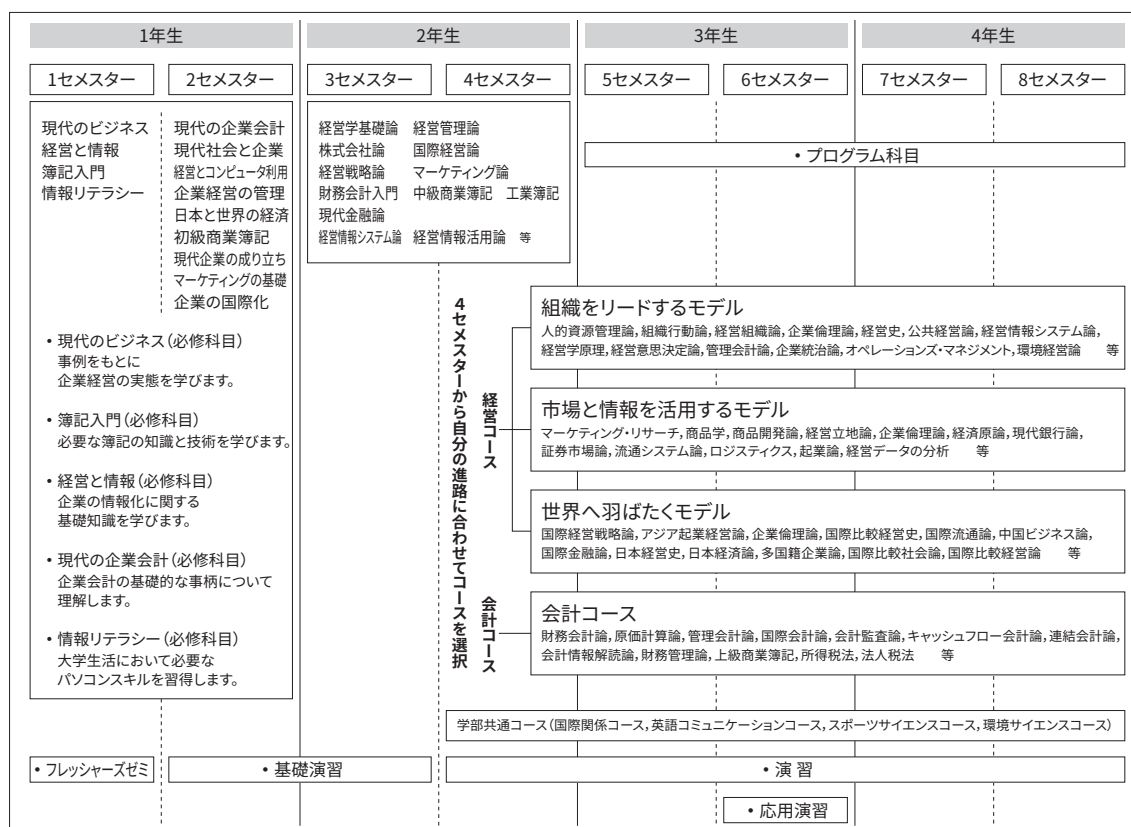 1年生
2年生
3年生
4年生
1セメスター
2セメスター
3セメスター
4セメスター
5セメスター
6セメスター
7セメスター
8セメスター
現代のビジネス
経営と情報
簿記入門
情報リテラシー
現代の企業会計
現代社会と企業
経営とコンピュータ利用
企業経営の管理
日本と世界の経済
初級商業簿記
現代企業の成り立ち
マーケティングの基礎
企業の国際化
・現代のビジネス(必修科目)
事例をもとに
企業経営の実態を学びます。
・簿記入門(必修科目)
必要な簿記の知識と技術を学びます。
・経営と情報(必修科目)
企業の情報化に関する
基礎知識を学びます。
・現代の企業会計(必修科目)
企業会計の基礎的な事柄について
理解します。
・情報リテラシー(必修科目)
大学生活において必要な
パソコンスキルを習得します。
経営学基礎論 経営管理論
株式会社論 国際経営論
経営戦略論 マーケティング論
財務会計入門 中級商業簿記 工業簿記
現代金融論
経営情報システム論 経営情報活用論 等
・プログラム科目
4セメスターから自分の進路に合わせてコースを選択
経営コース
組織をリードするモデル
人的資源管理論,組織行動論,経営組織論,企業倫理論,経営史,公共経営論,経営情報システム論,
経営学原理,経営意思決定論,管理会計論,企業統治論,オペレーションズ・マネジメント,環境経営論 等
市場と情報を活用するモデル
マーケティング・リサーチ,商品学,商品開発論,経営立地論,企業倫理論,経済原論,現代銀行論,
証券市場論,流通システム論,ロジスティクス,起業論,経営データの分析 等
世界へ羽ばたくモデル
国際経営戦略論,アジア起業経営論,企業倫理論,国際比較経営史,国際流通論,中国ビジネス論,
国際金融論,日本経営史,日本経済論,多国籍企業論,国際比較社会論,国際比較経営論 等
会計コース
会計コース
財務会計論,原価計算論,管理会計論,国際会計論,会計監査論,キャッシュフロー会計論,連結会計論,
会計情報解読論,財務管理論,上級商業簿記,所得税法,法人税法 等
学部共通コース(国際関係コース,英語コミュニケーションコース,スポーツサイエンスコース,環境サイエンスコース)
・フレッシャーズゼミ
・基礎演習
・演 習
・応用演習